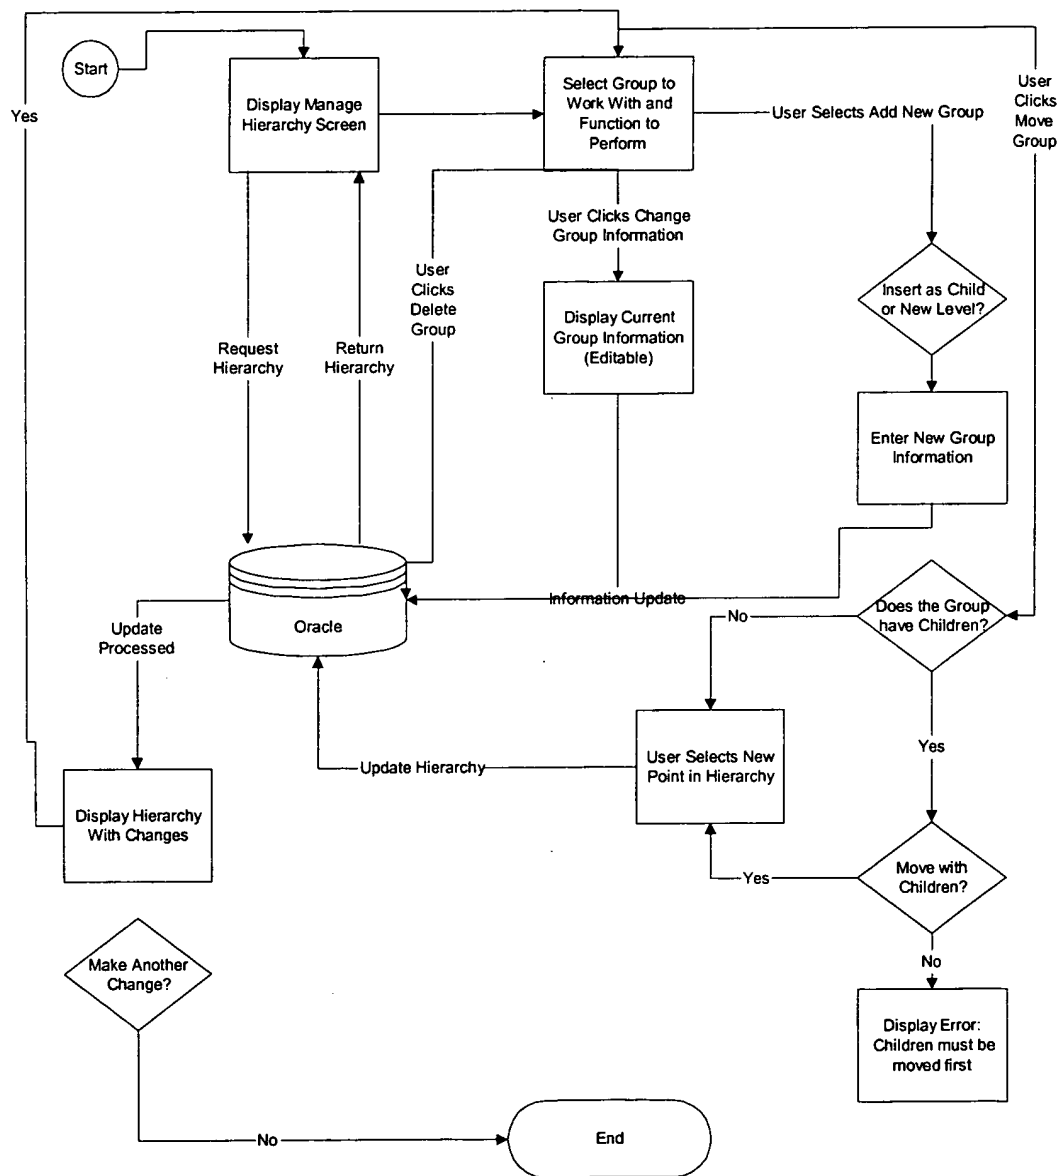 Start
Display Manage
Hierarchy Screen
Select Group to
Work With and
Function to
Perform
User Selects Add New Group
User
Clicks
Move
Group
Yes
User Clicks Change
Group Information
User
Clicks
Delete
Group
Insert as Child
or New Level?
Display Current
Group Information
(Editable)
Request
Hierarchy
Return
Hierarchy
Enter New Group
Information
Information Update
Oracle
Does the Group
have Children?
No
Update
Processed
Yes
User Selects New
Point in Hierarchy
Update Hierarchy
Display Hierarchy
With Changes
Move with
Children?
Yes
No
Make Another
Change?
Display Error:
Children must be
moved first
No
End